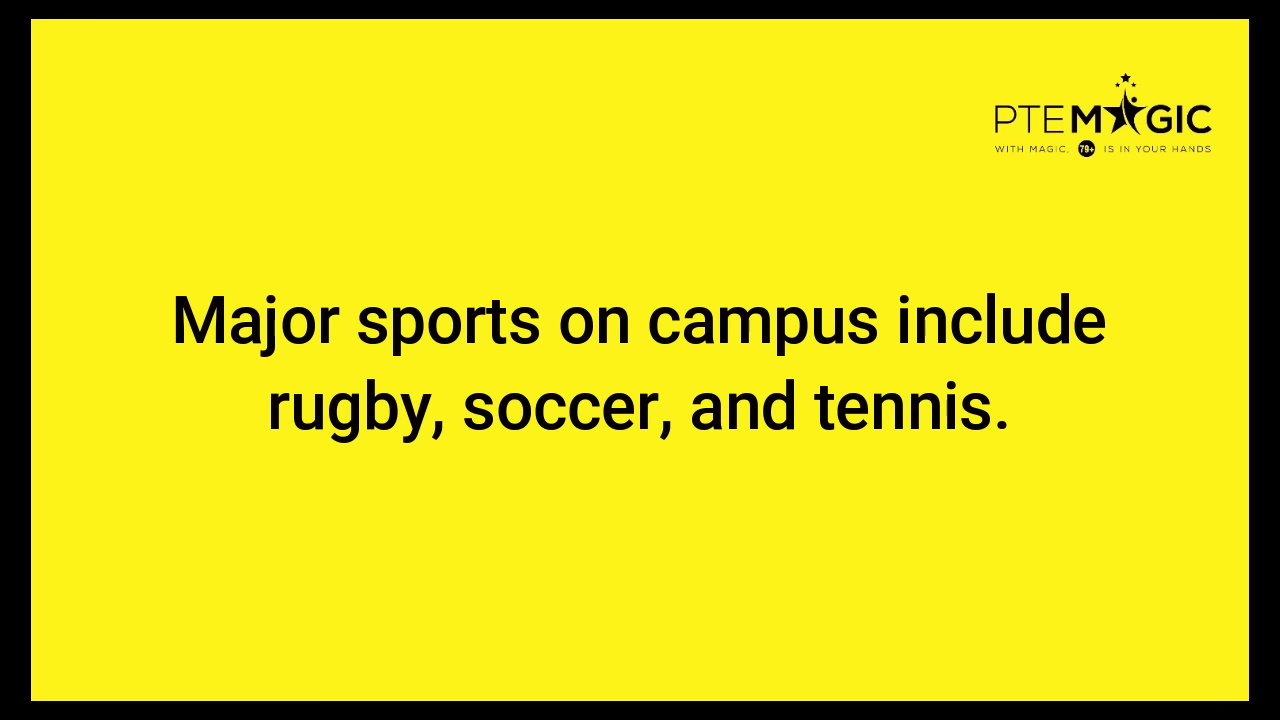 PTEMAGIC
WITH MAGIC, 79+ IS IN YOUR HANDS
Major sports on campus include
rugby, soccer, and tennis.